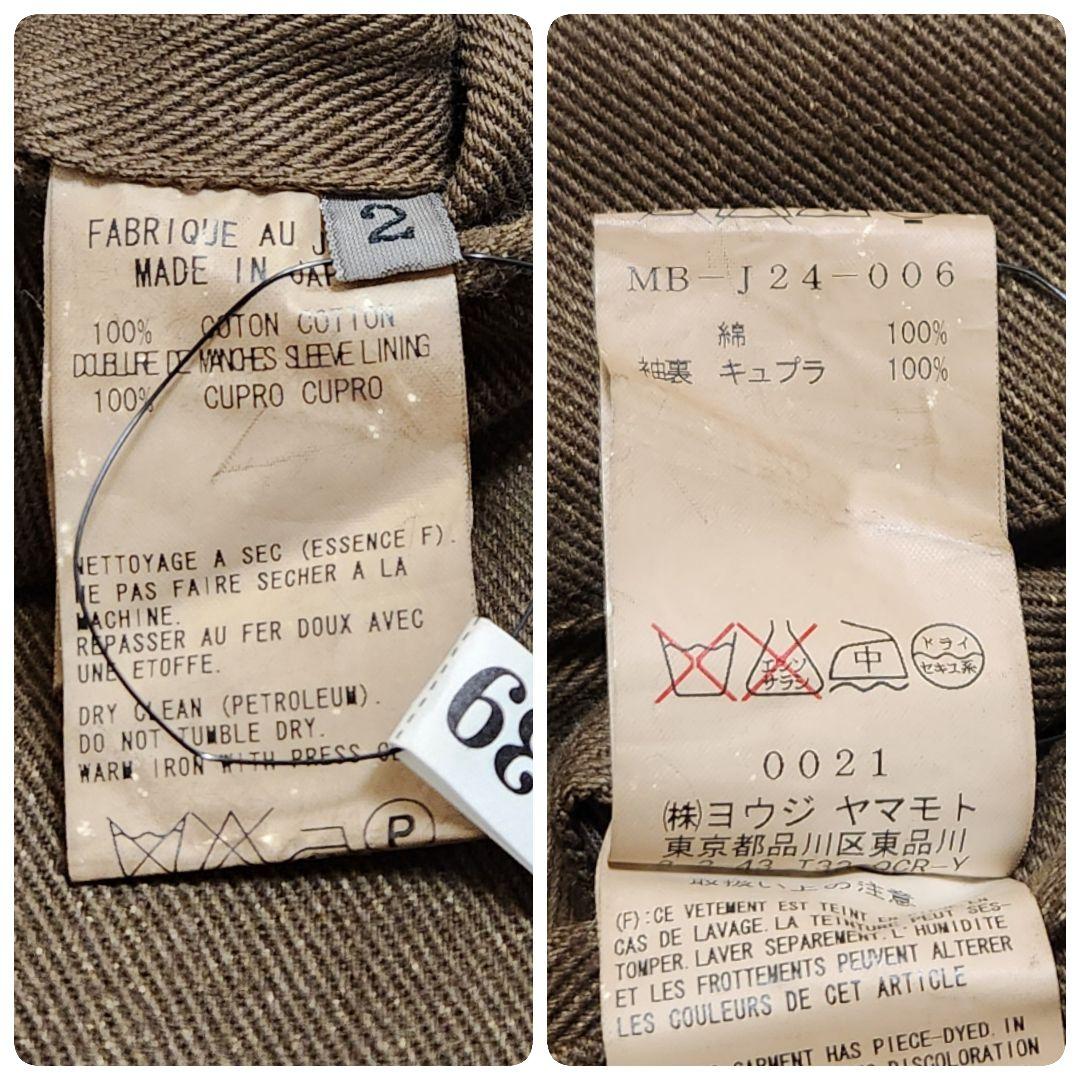 2
FABRIQUE AU
MADE IN
100% COTON COTTON
DOUBLURE DE MANCHES SLEEVE LINING
100% CUPRO CUPRO
NETTOYAGE A SEC (ESSENCE F).
NE PAS FAIRE SECHER A LA
MACHINE.
REPASSER AU FER DOUX AVEC
UNE ETOFFE.
DRY CLEAN (PETROLEUM).
DO NOT TUMBLE DRY.
WARM IRON WITH PRESS
P
MB-J24-006
綿 100%
袖裏 キュプラ 100%
エンソ
サラシ
中
ドライ
セキユ系
0021
(株)ヨウジ ヤマモト
東京都品川区東品川
取扱い上の注意
(F):CE VETEMENT EST TEINT EN
CAS DE LAVAGE.LA TEINTURE PEUT SES-
TOMPER.LAVER SEPAREMENT.L'HUMIDITE
ET LES FROTTEMENTS PEUVENT ALTERER
LES COULEURS DE CET ARTICLE
GARMENT HAS PIECE-DYED.IN
DISCOLORATION